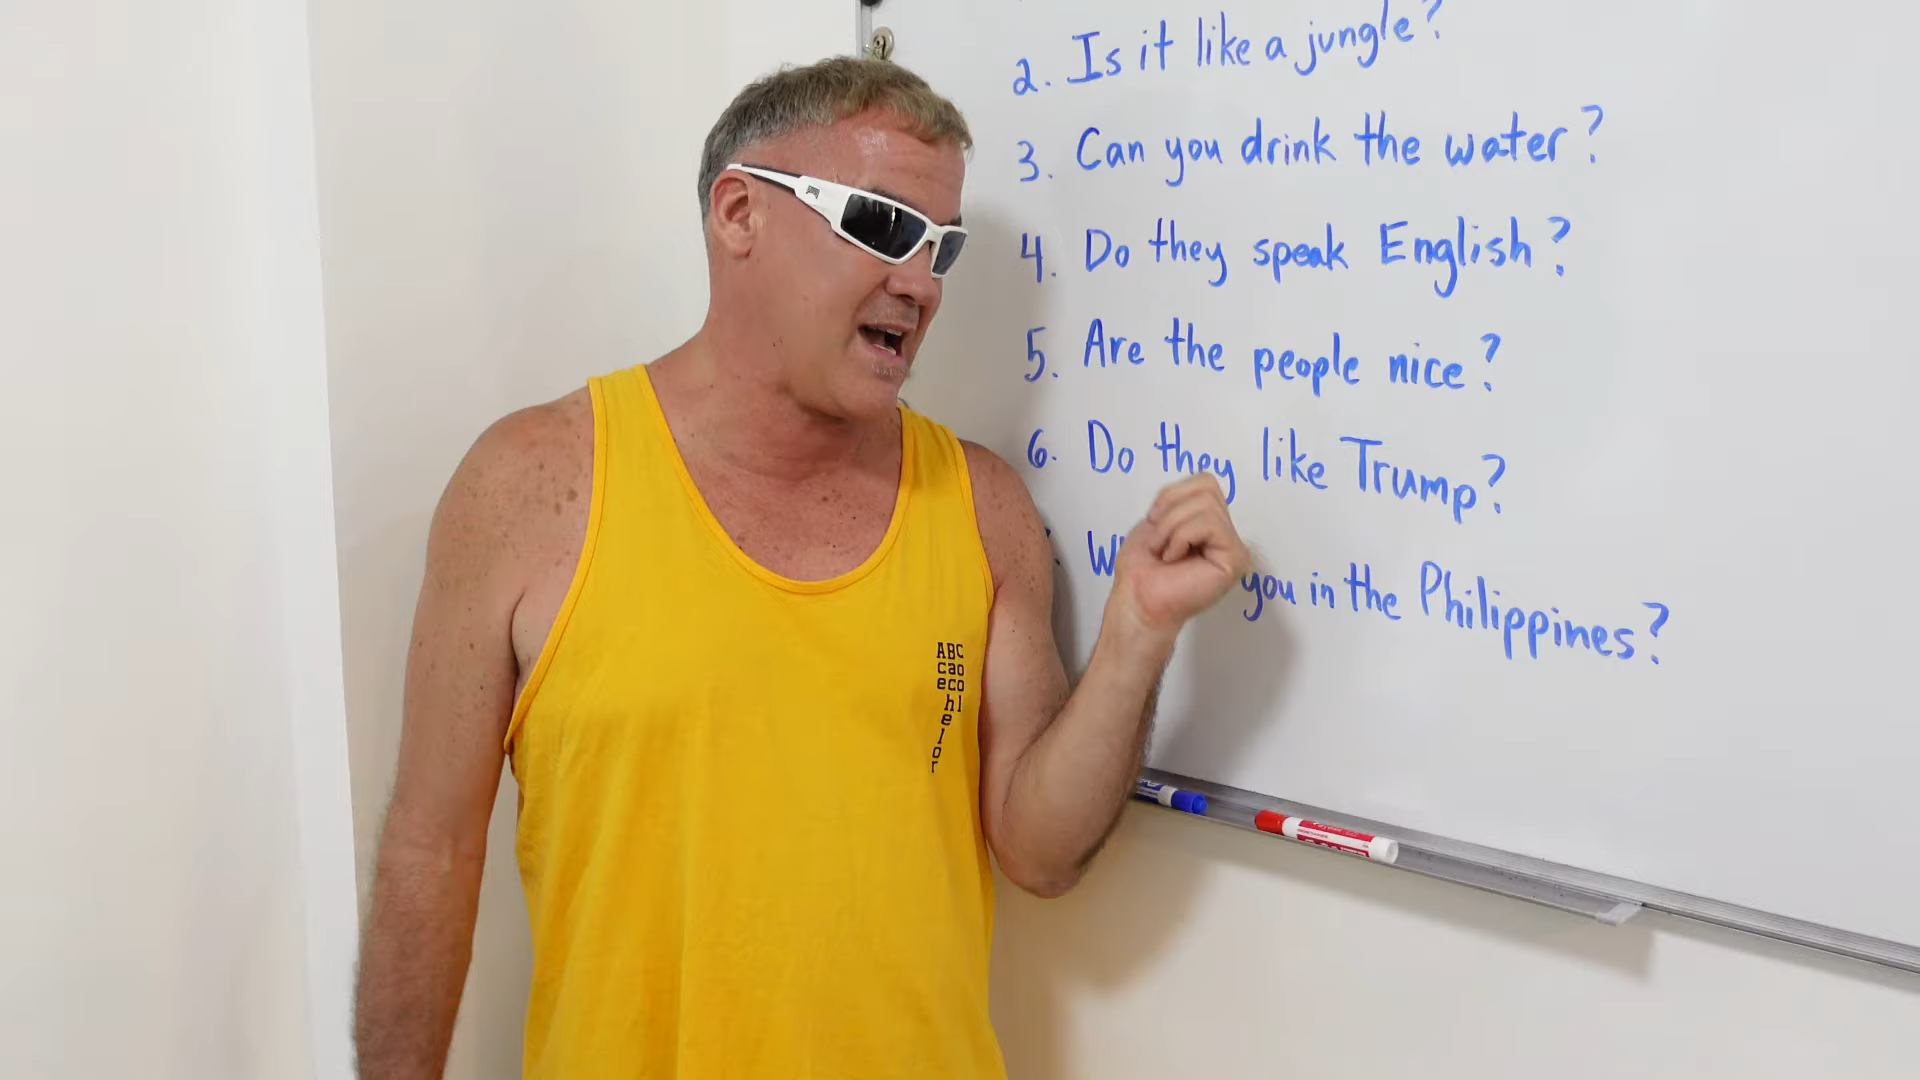 2. Is it like a jungle?
3. Can you drink the water?
4. Do they speak English?
5. Are the people nice?
6. Do they like Trump?
you in the Philippines?
ABC
cao
eco
hl
e
l
o
r